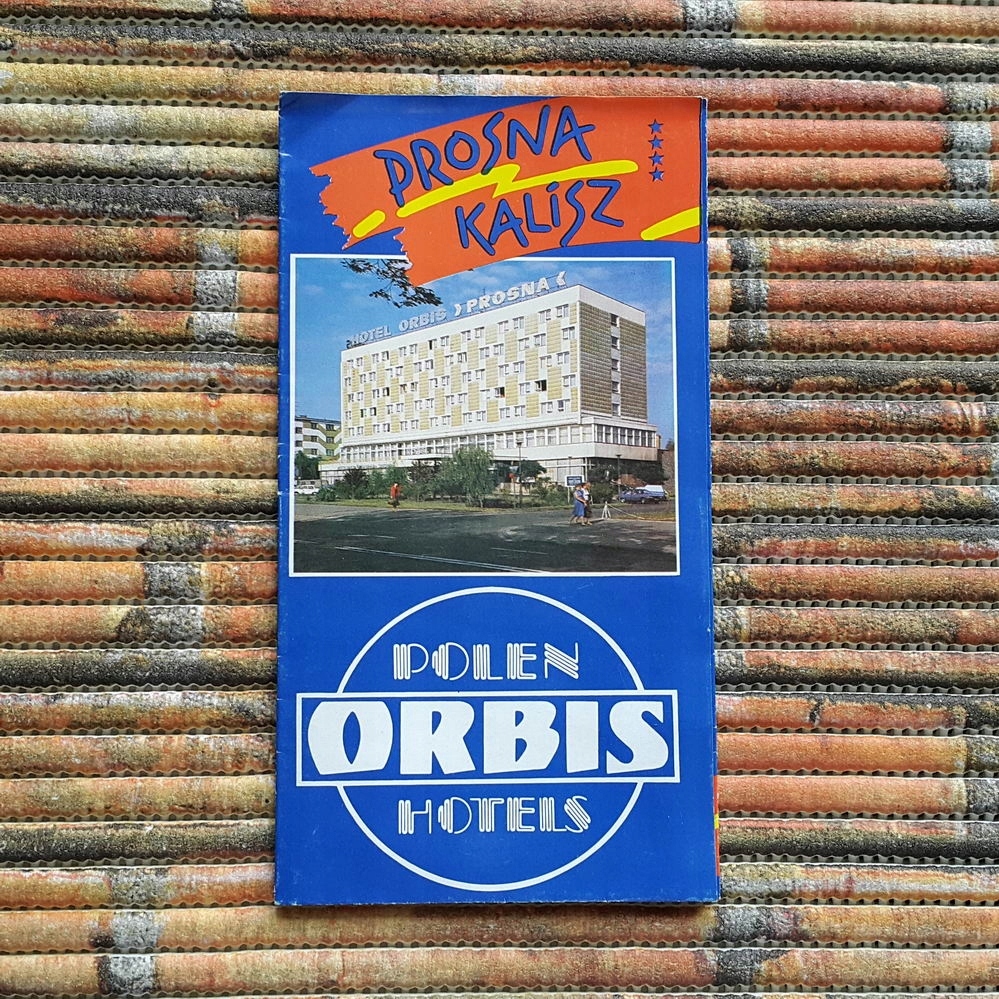 PROSNA
KALiSZ
HOTEL ORBIS PROSNA
POLEN
ORBIS
HOTELS